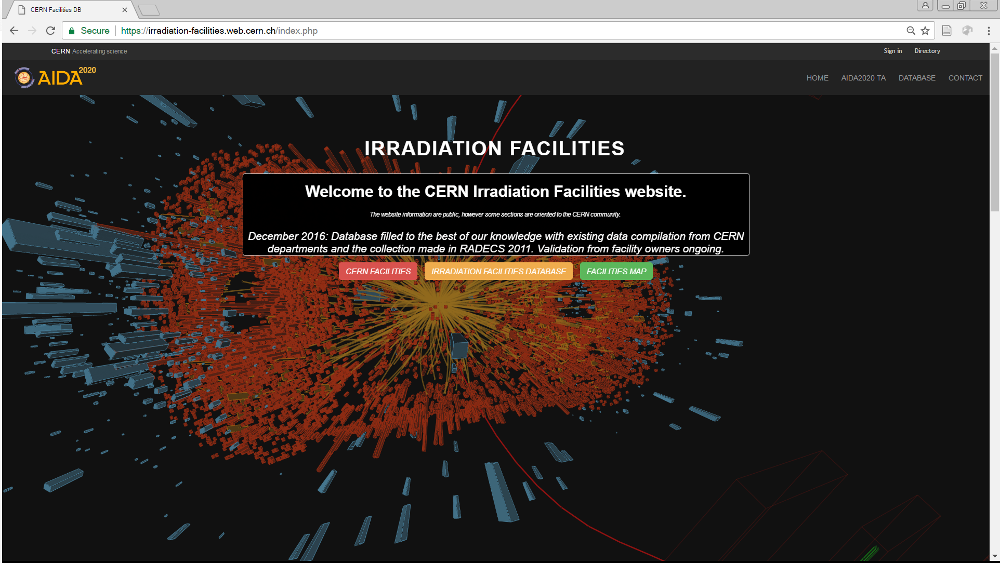 CERN Facilities DB
Secure https://irradiation-facilities.web.cern.ch/index.php
CERN Accelerating science
Sign in Directory
AIDA2020
HOME AIDA2020 TA DATABASE CONTACT
IRRADIATION FACILITIES
Welcome to the CERN Irradiation Facilities website.
The website information are public, however some sections are oriented to the CERN community.
December 2016: Database filled to the best of our knowledge with existing data compilation from CERN
departments and the collection made in RADECS 2011. Validation from facility owners ongoing.
CERN FACILITIES IRRADIATION FACILITIES DATABASE FACILITIES MAP